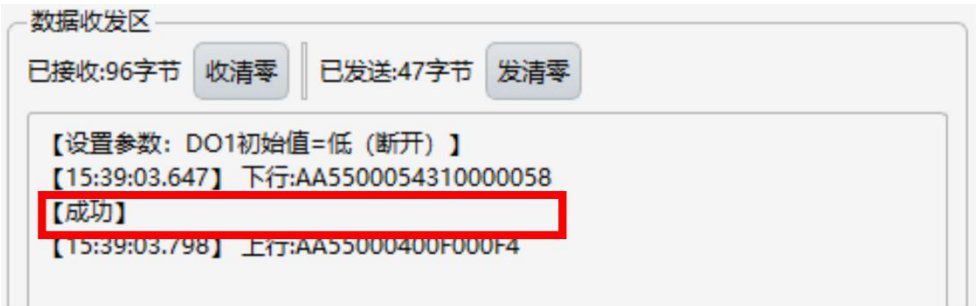 数据收发区
已接收:96字节 收清零 已发送:47字节 发清零
【设置参数：DO1初始值=低（断开）】
【15:39:03.647】 下行:AA5500054310000058
【成功】
【15:39:03.798】 上行:AA55000400F000F4